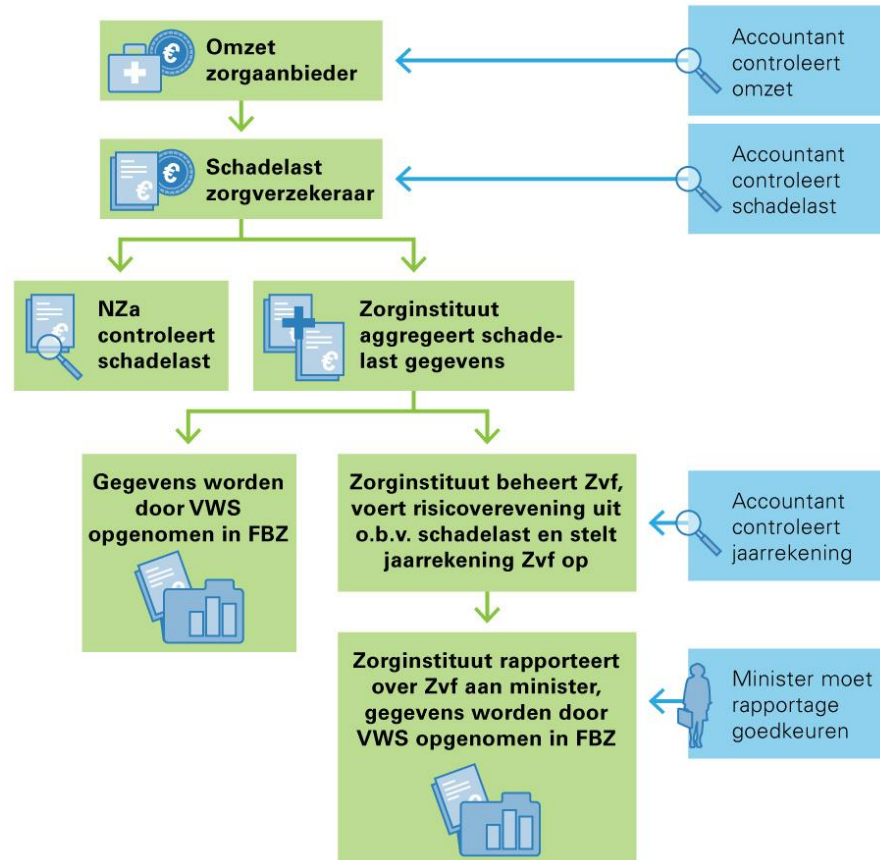 Omzet
zorgaanbieder
Accountant
controleert
omzet
Schadelast
zorgverzekeraar
Accountant
controleert
schadelast
NZa
controleert
schadelast
Zorginstituut
aggregeert schade-
last gegevens
Gegevens worden
door VWS
opgenomen in FBZ
Zorginstituut beheert Zvf,
voert risicoverevening uit
o.b.v. schadelast en stelt
jaarrekening Zvf op
Accountant
controleert
jaarrekening
Zorginstituut rapporteert
over Zvf aan minister,
gegevens worden door
VWS opgenomen in FBZ
Minister moet
rapportage
goedkeuren